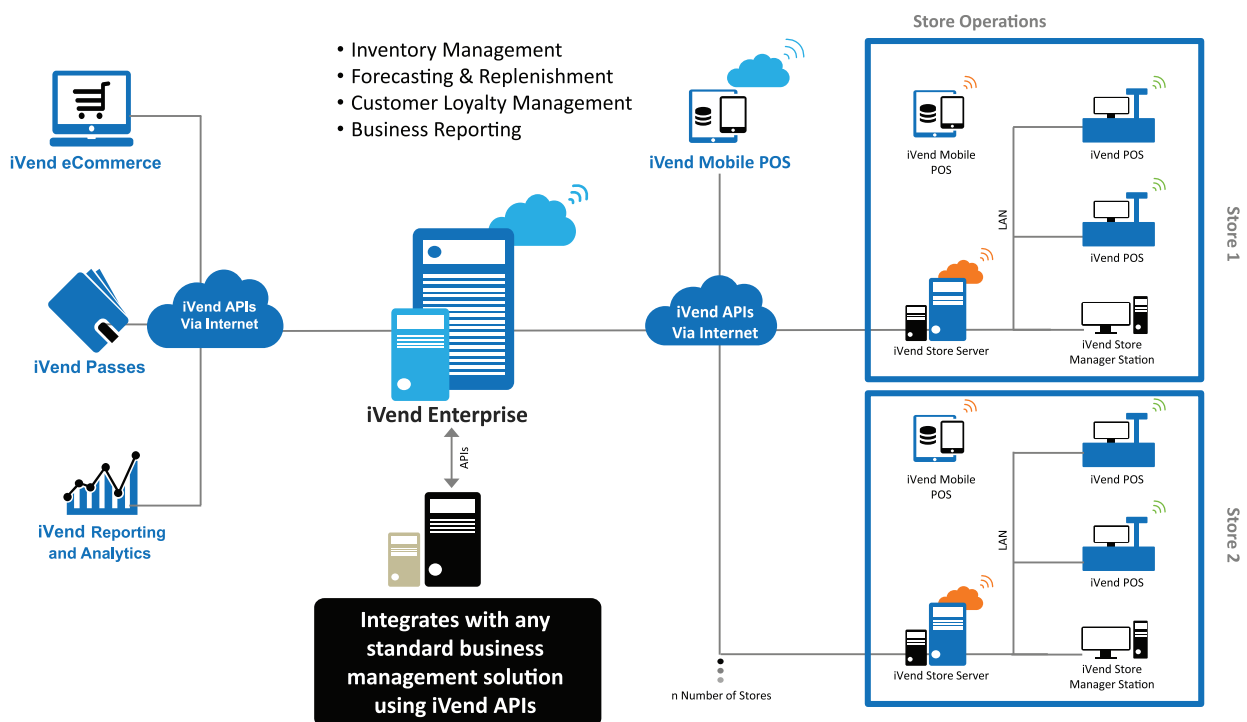 Store Operations
• Inventory Management
• Forecasting & Replenishment
• Customer Loyalty Management
• Business Reporting
iVend eCommerce
iVend Mobile POS
iVend APIs
Via Internet
iVend Passes
iVend Reporting
and Analytics
iVend Enterprise
APIs
Integrates with any
standard business
management solution
using iVend APIs
iVend APIs
Via Internet
n Number of Stores
iVend Mobile
POS
iVend POS
LAN
iVend POS
iVend Store Server
iVend Store
Manager Station
Store 1
iVend Mobile
POS
iVend POS
LAN
iVend POS
iVend Store Server
iVend Store
Manager Station
Store 2